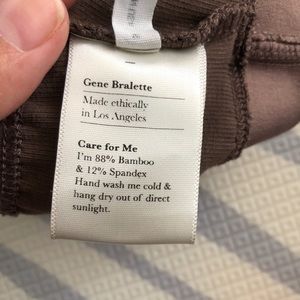 Gene Bralette
Made ethically
in Los Angeles
Care for Me
I'm 88% Bamboo
& 12% Spandex
Hand wash me cold &
hang dry out of direct
sunlight.